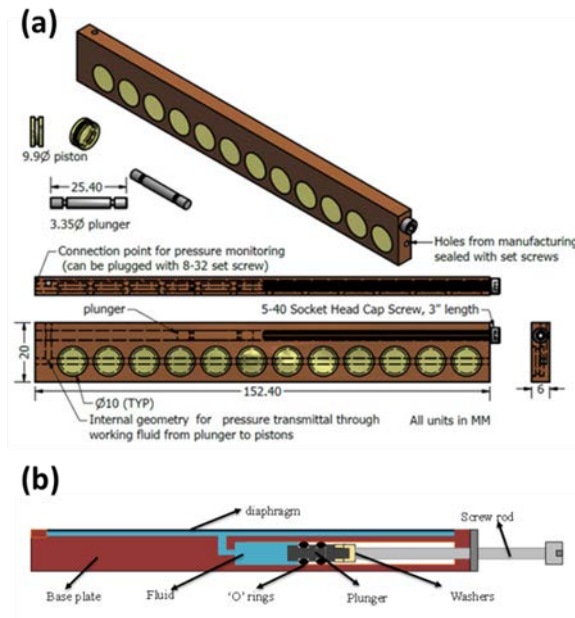 (a)
9.9Ø piston
25.40
3.35Ø plunger
Holes from manufacturing
sealed with set screws
Connection point for pressure monitoring
(can be plugged with 8-32 set screw)
plunger
5-40 Socket Head Cap Screw, 3" length
20
152.40
6
Ø10 (TYP)
Internal geometry for pressure transmittal through
working fluid from plunger to pistons
All units in MM
(b)
diaphragm
Screw rod
Base plate
Fluid
‘O’ rings
Plunger
Washers